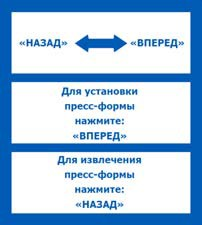 «НАЗАД» «ВПЕРЕД»
Для установки
пресс-формы
нажмите:
«ВПЕРЕД»
Для извлечения
пресс-формы
нажмите:
«НАЗАД»